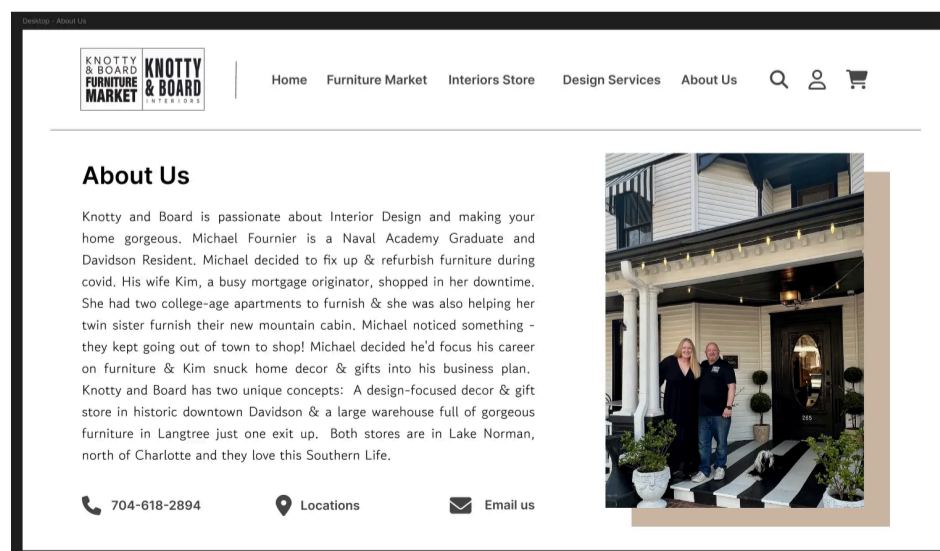 Desktop - About Us
KNOTTY
& BOARD
FURNITURE
MARKET
KNOTTY
& BOARD
INTERIORS
Home Furniture Market Interiors Store Design Services About Us
About Us
Knotty and Board is passionate about Interior Design and making your
home gorgeous. Michael Fournier is a Naval Academy Graduate and
Davidson Resident. Michael decided to fix up & refurbish furniture during
covid. His wife Kim, a busy mortgage originator, shopped in her downtime.
She had two college-age apartments to furnish & she was also helping her
twin sister furnish their new mountain cabin. Michael noticed something -
they kept going out of town to shop! Michael decided he'd focus his career
on furniture & Kim snuck home decor & gifts into his business plan.
Knotty and Board has two unique concepts: A design-focused decor & gift
store in historic downtown Davidson & a large warehouse full of gorgeous
furniture in Langtree just one exit up. Both stores are in Lake Norman,
north of Charlotte and they love this Southern Life.
265
704-618-2894 Locations Email us